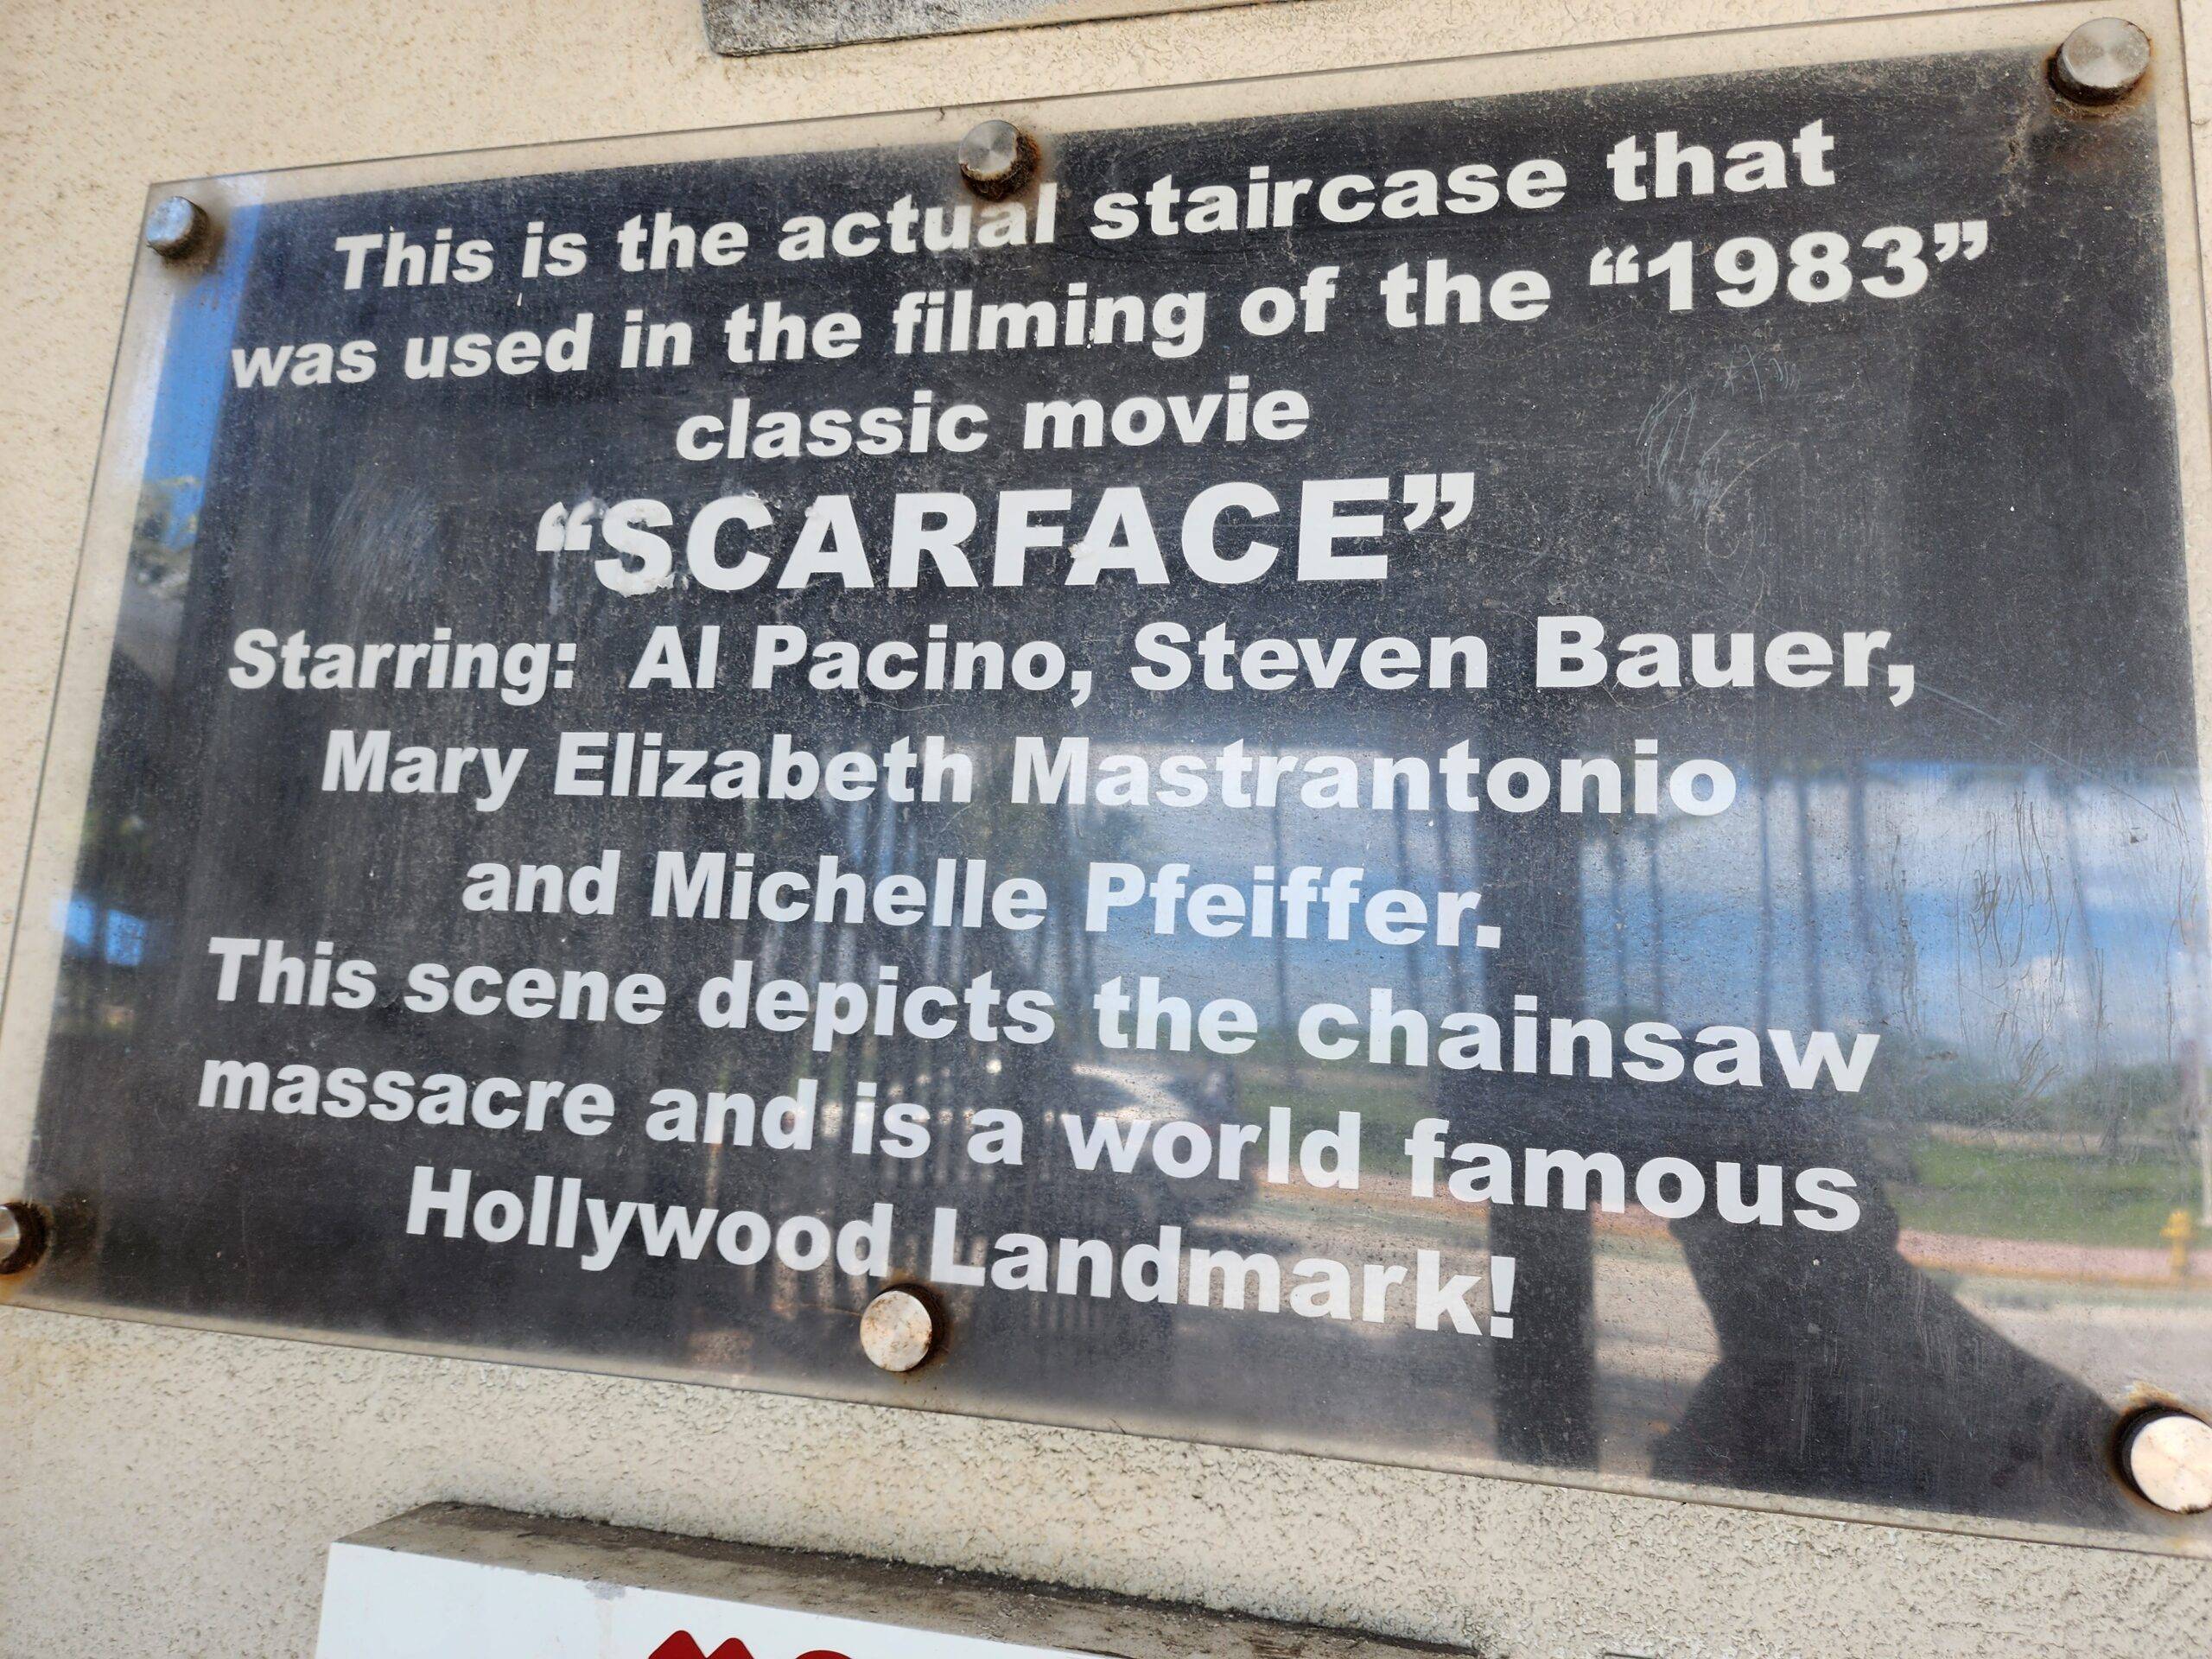 This is the actual staircase that
was used in the filming of the “1983”
classic movie
“SCARFACE”
Starring: Al Pacino, Steven Bauer,
Mary Elizabeth Mastrantonio
and Michelle Pfeiffer.
This scene depicts the chainsaw
massacre and is a world famous
Hollywood Landmark!